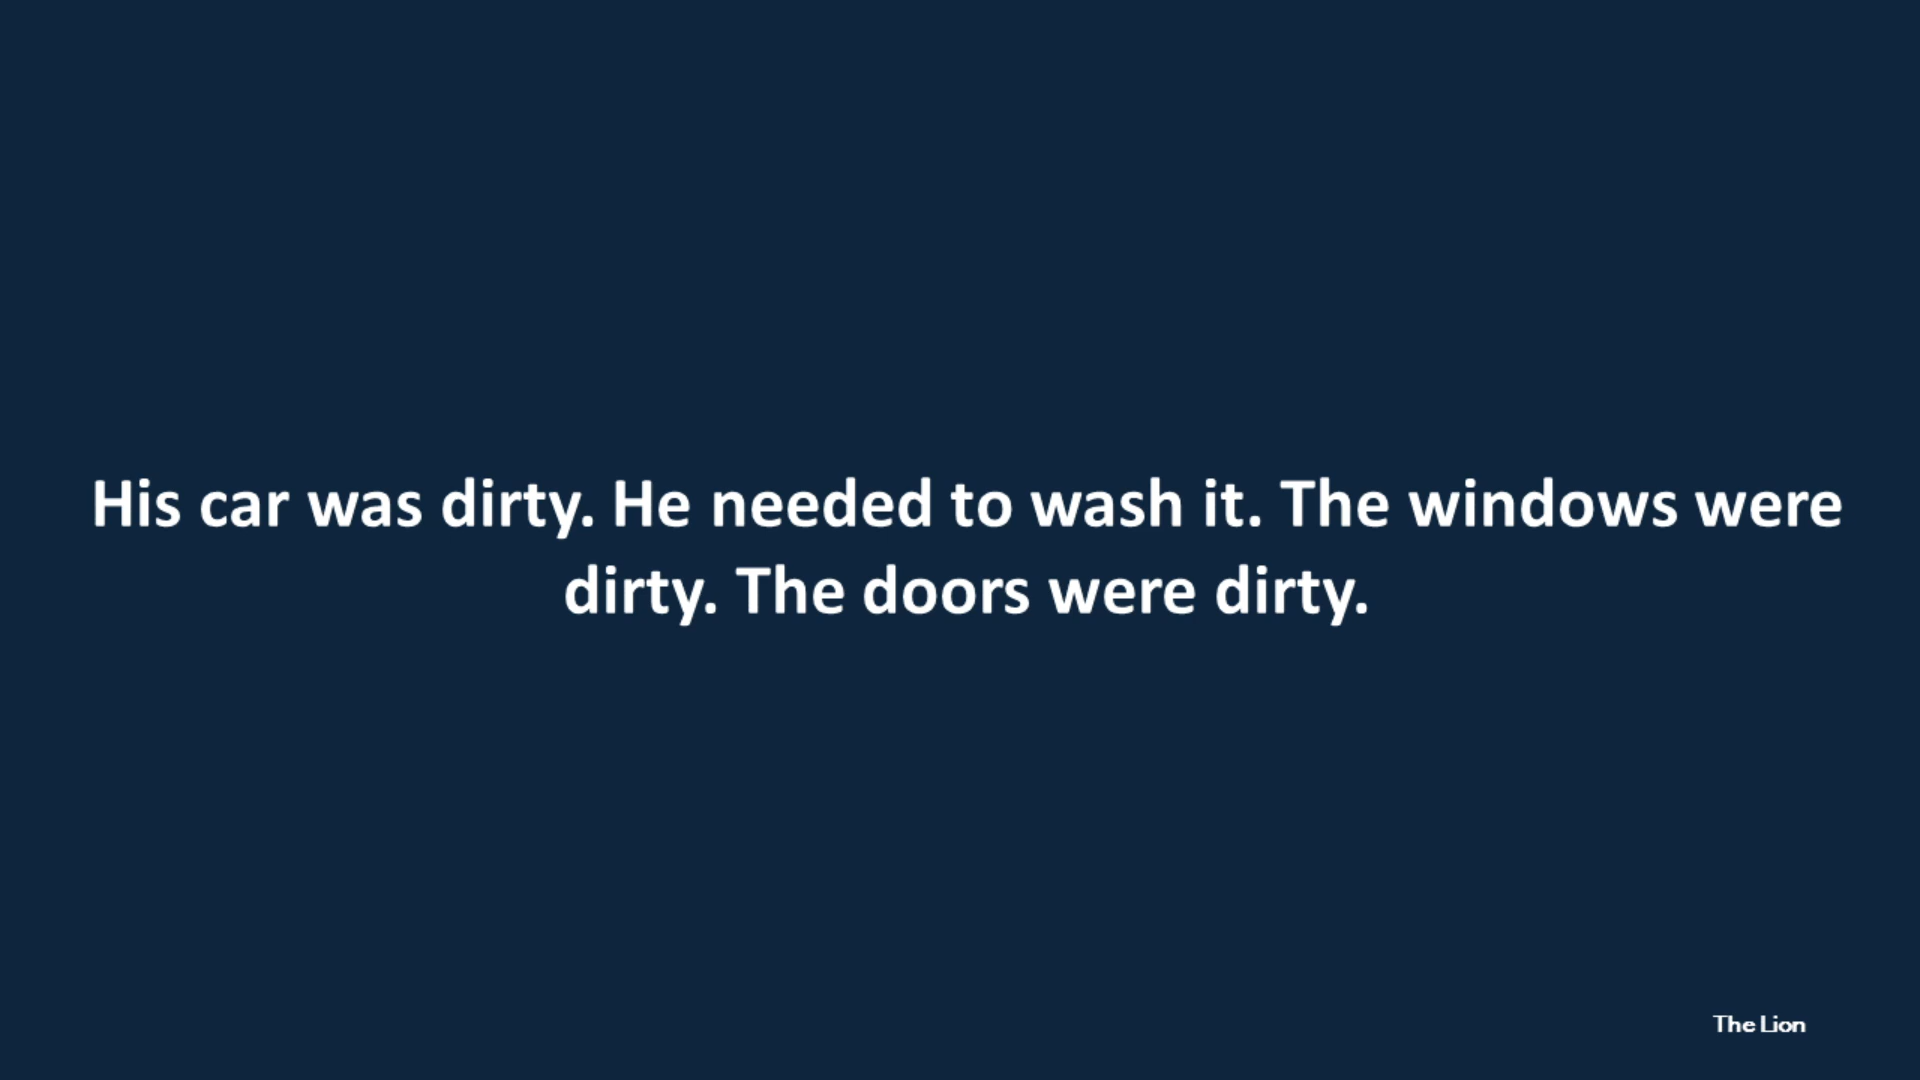 His car was dirty. He needed to wash it. The windows were
dirty. The doors were dirty.
The Lion